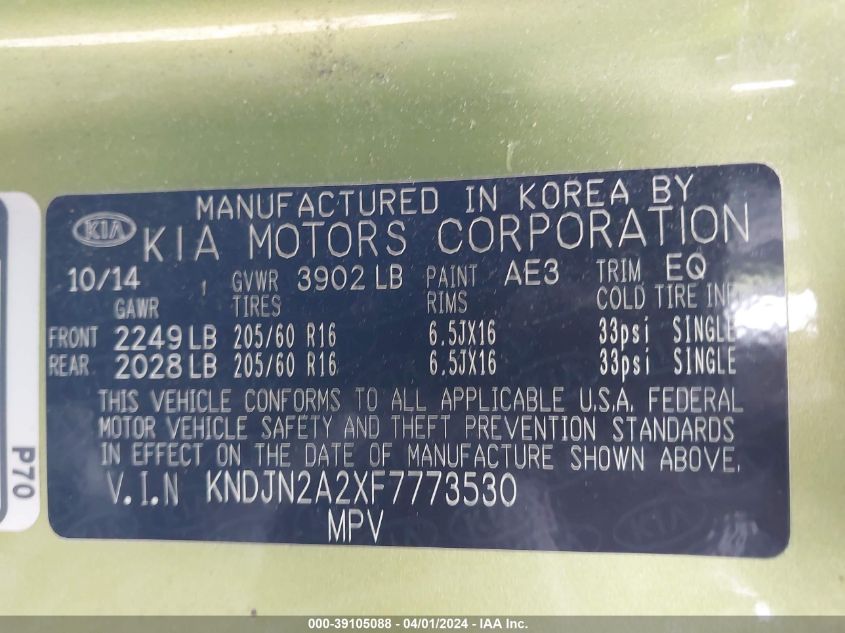 MANUFACTURED IN KOREA BY
KIA KIA MOTORS CORPORATION
10/14 GVWR 3902 LB PAINT AE3 TRIM EQ
GAWR TIRES RIMS COLD TIRE INF
FRONT 2249 LB 205/60 R16 6.5JX16 33psi SINGLE
REAR 2028 LB 205/60 R16 6.5JX16 33psi SINGLE
THIS VEHICLE CONFORMS TO ALL APPLICABLE U.S.A. FEDERAL
MOTOR VEHICLE SAFETY AND THEFT PREVENTION STANDARDS
IN EFFECT ON THE DATE OF MANUFACTURE SHOWN ABOVE.
V.I.N KNDJN2A2XF7773530
MPV
P70
000-39105088 - 04/01/2024 - IAA Inc.